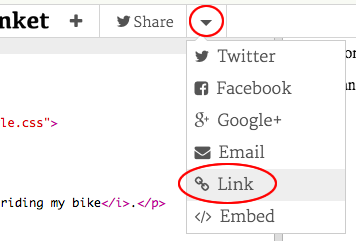 nket + Share
Twitter
Facebook
Google+
Email
Link
Embed
le.css">
riding my bike</i>.</p>